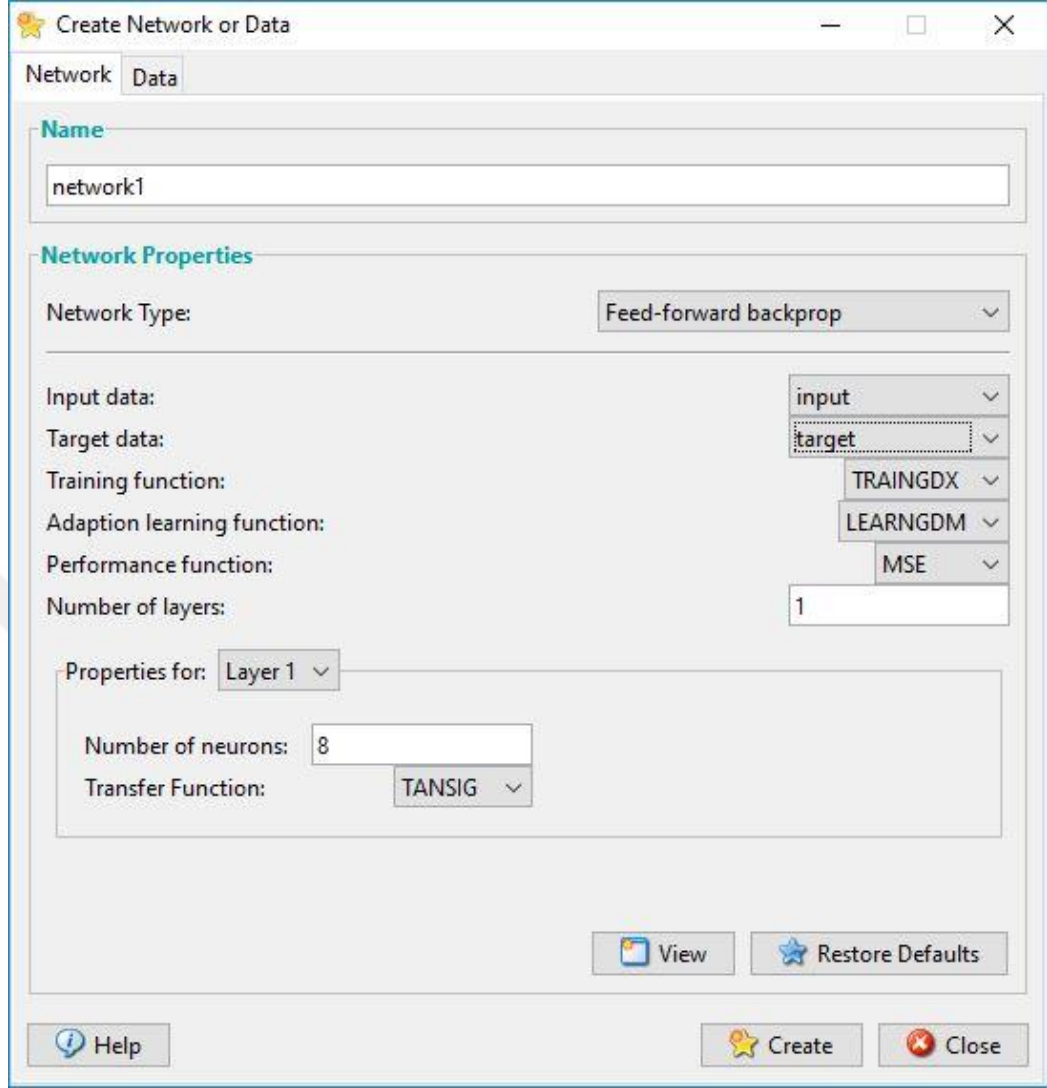 Create Network or Data
Network Data
Name
network1
Network Properties
Network Type: Feed-forward backprop
Input data: input
Target data: target
Training function: TRAINGDX
Adaption learning function: LEARNGDM
Performance function: MSE
Number of layers: 1
Properties for: Layer 1
Number of neurons: 8
Transfer Function: TANSIG
View Restore Defaults
Help Create Close